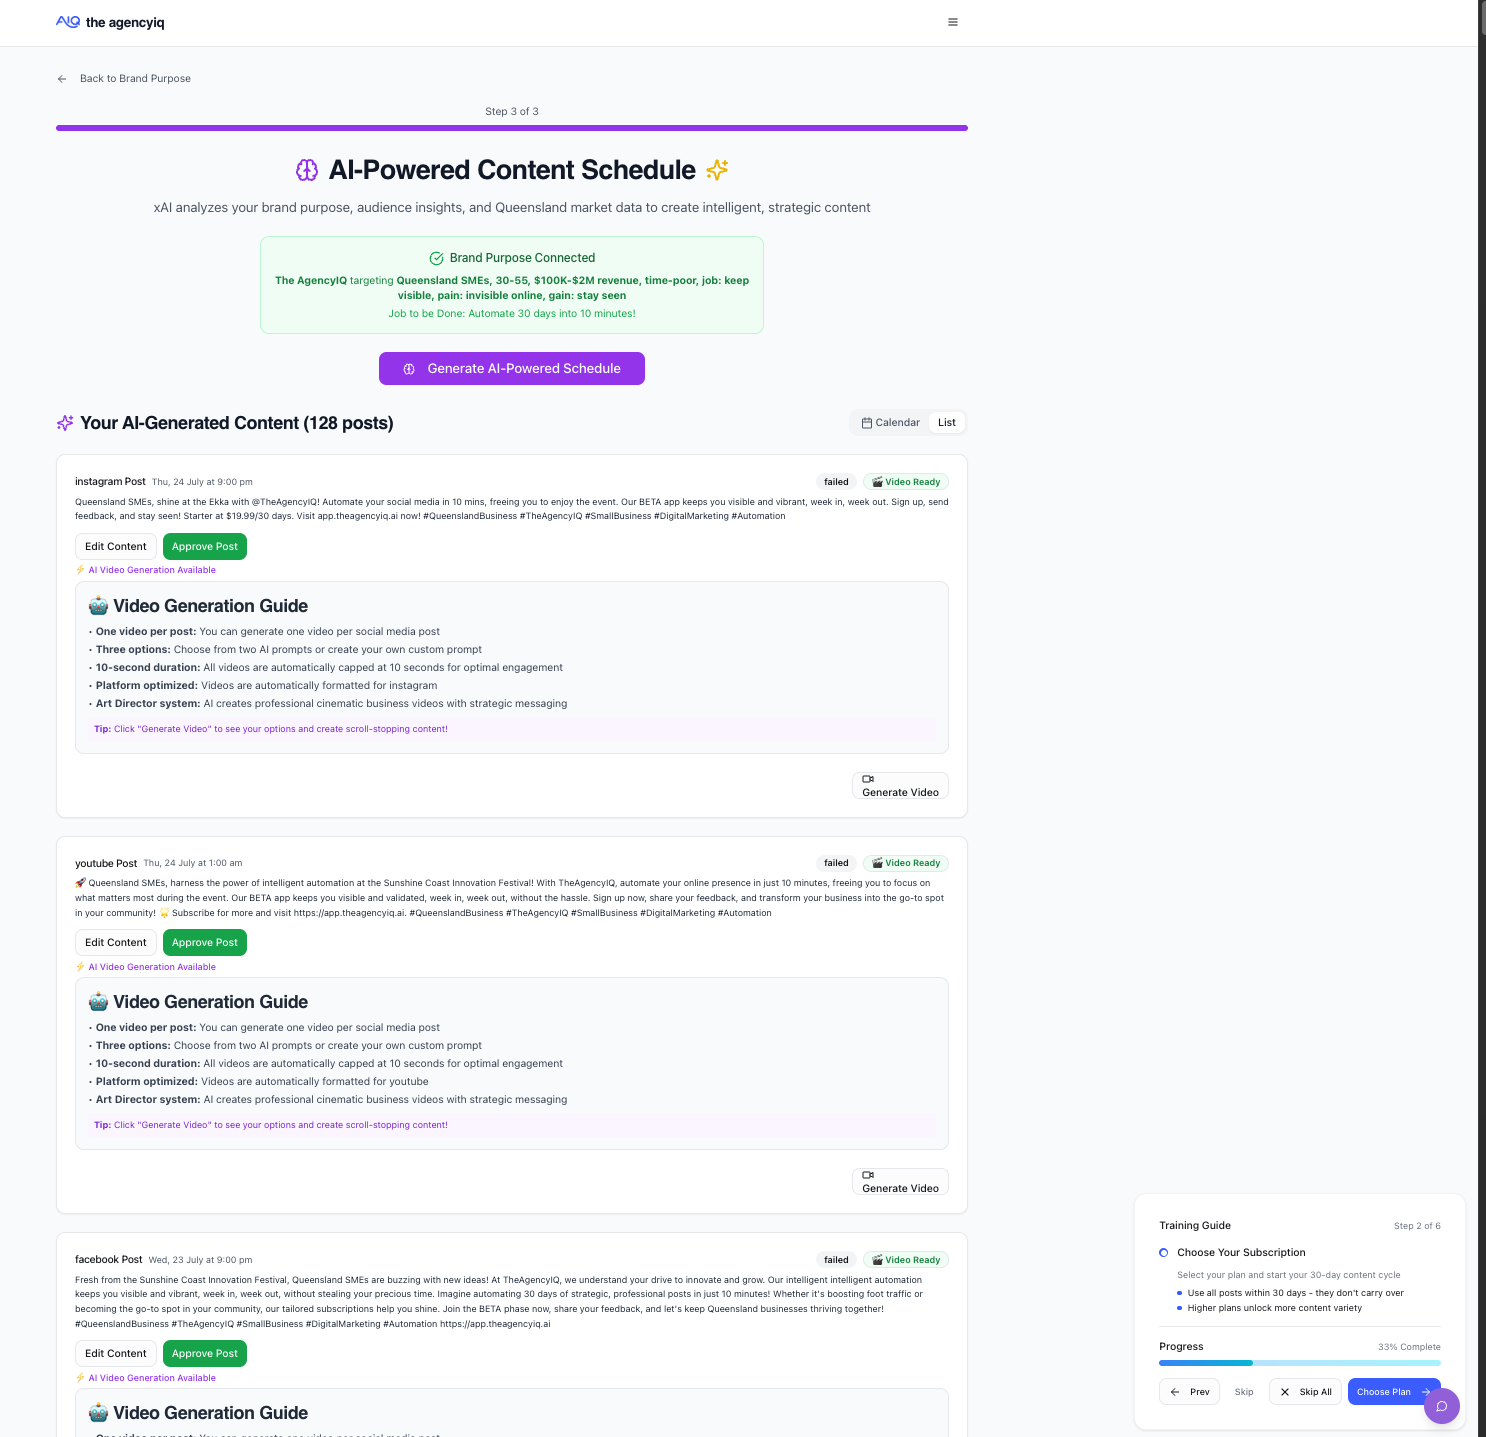 AIQ the agencyiq
Back to Brand Purpose
Step 3 of 3
AI-Powered Content Schedule
xAI analyzes your brand purpose, audience insights, and Queensland market data to create intelligent, strategic content
Brand Purpose Connected
The AgencyIQ targeting Queensland SMEs, 30-55, $100K-$2M revenue, time-poor, job: keep
visible, pain: invisible online, gain: stay seen
Job to be Done: Automate 30 days into 10 minutes!
Generate AI-Powered Schedule
Your AI-Generated Content (128 posts)
Calendar List
instagram Post Thu, 24 July at 9:00 pm failed 🎬 Video Ready
Queensland SMEs, shine at the Ekka with @TheAgencyIQ! Automate your social media in 10 mins, freeing you to enjoy the event. Our BETA app keeps you visible and vibrant, week in, week out. Sign up, send
feedback, and stay seen! Starter at $19.99/30 days. Visit app.theagencyiq.ai now! #QueenslandBusiness #TheAgencyIQ #SmallBusiness #DigitalMarketing #Automation
Edit Content Approve Post
⚡ AI Video Generation Available
🤖 Video Generation Guide
• One video per post: You can generate one video per social media post
• Three options: Choose from two AI prompts or create your own custom prompt
• 10-second duration: All videos are automatically capped at 10 seconds for optimal engagement
• Platform optimized: Videos are automatically formatted for instagram
• Art Director system: AI creates professional cinematic business videos with strategic messaging
Tip: Click "Generate Video" to see your options and create scroll-stopping content!
Generate Video
youtube Post Thu, 24 July at 1:00 am failed 🎬 Video Ready
🚀 Queensland SMEs, harness the power of intelligent automation at the Sunshine Coast Innovation Festival! With TheAgencyIQ, automate your online presence in just 10 minutes, freeing you to focus on
what matters most during the event. Our BETA app keeps you visible and validated, week in, week out, without the hassle. Sign up now, share your feedback, and transform your business into the go-to spot
in your community! 🌟 Subscribe for more and visit https://app.theagencyiq.ai. #QueenslandBusiness #TheAgencyIQ #SmallBusiness #DigitalMarketing #Automation
Edit Content Approve Post
⚡ AI Video Generation Available
🤖 Video Generation Guide
• One video per post: You can generate one video per social media post
• Three options: Choose from two AI prompts or create your own custom prompt
• 10-second duration: All videos are automatically capped at 10 seconds for optimal engagement
• Platform optimized: Videos are automatically formatted for youtube
• Art Director system: AI creates professional cinematic business videos with strategic messaging
Tip: Click "Generate Video" to see your options and create scroll-stopping content!
Generate Video
facebook Post Wed, 23 July at 9:00 pm failed 🎬 Video Ready
Fresh from the Sunshine Coast Innovation Festival, Queensland SMEs are buzzing with new ideas! At TheAgencyIQ, we understand your drive to innovate and grow. Our intelligent intelligent automation
keeps you visible and vibrant, week in, week out, without stealing your precious time. Imagine automating 30 days of strategic, professional posts in just 10 minutes! Whether it's boosting foot traffic or
becoming the go-to spot in your community, our tailored subscriptions help you shine. Join the BETA phase now, share your feedback, and let's keep Queensland businesses thriving together!
#QueenslandBusiness #TheAgencyIQ #SmallBusiness #DigitalMarketing #Automation https://app.theagencyiq.ai
Edit Content Approve Post
⚡ AI Video Generation Available
🤖 Video Generation Guide
Training Guide Step 2 of 6
Choose Your Subscription
Select your plan and start your 30-day content cycle
• Use all posts within 30 days - they don't carry over
• Higher plans unlock more content variety
Progress 33% Complete
Prev Skip Skip All Choose Plan